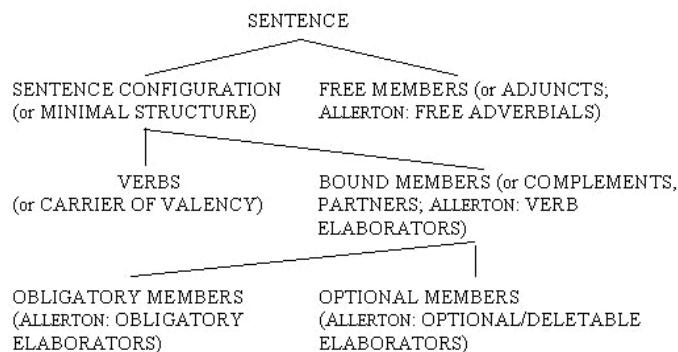 SENTENCE
SENTENCE CONFIGURATION
(or MINIMAL STRUCTURE)
FREE MEMBERS (or ADJUNCTS;
ALLERTON: FREE ADVERBIALS)
VERBS
(or CARRIER OF VALENCY)
BOUND MEMBERS (or COMPLEMENTS,
PARTNERS; ALLERTON: VERB
ELABORATORS)
OBLIGATORY MEMBERS
(ALLERTON: OBLIGATORY
ELABORATORS)
OPTIONAL MEMBERS
(ALLERTON: OPTIONAL/DELETABLE
ELABORATORS)